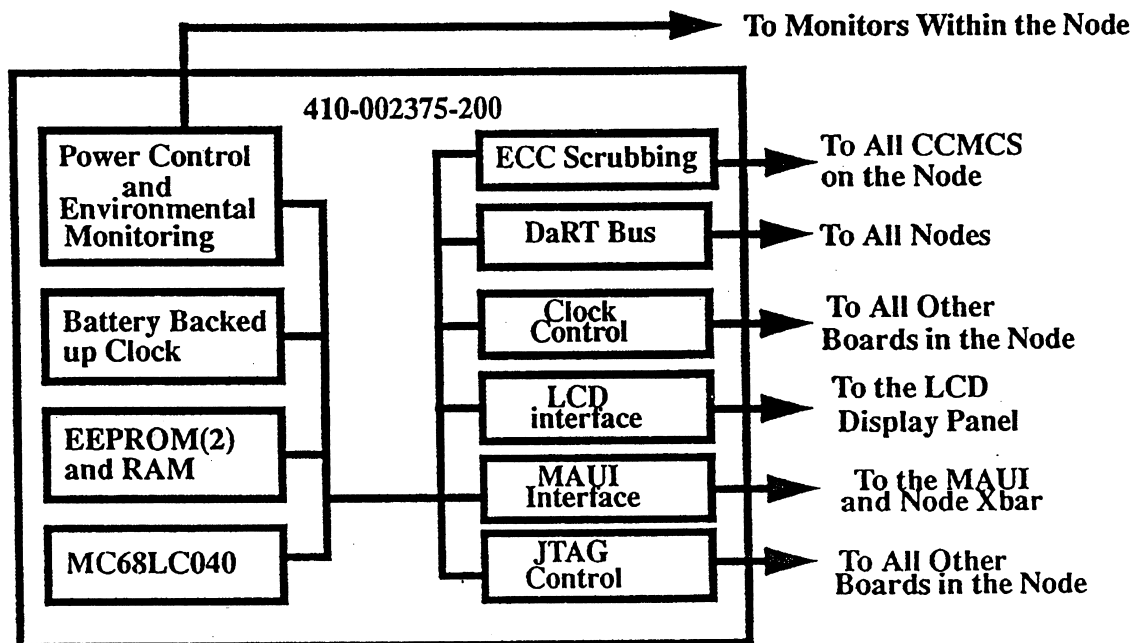 To Monitors Within the Node
410-002375-200
Power Control
and
Environmental
Monitoring
Battery Backed
up Clock
EEPROM(2)
and RAM
MC68LC040
ECC Scrubbing
DaRT Bus
Clock
Control
LCD
interface
MAUI
Interface
JTAG
Control
To All CCMCS
on the Node
To All Nodes
To All Other
Boards in the Node
To the LCD
Display Panel
To the MAUI
and Node Xbar
To All Other
Boards in the Node